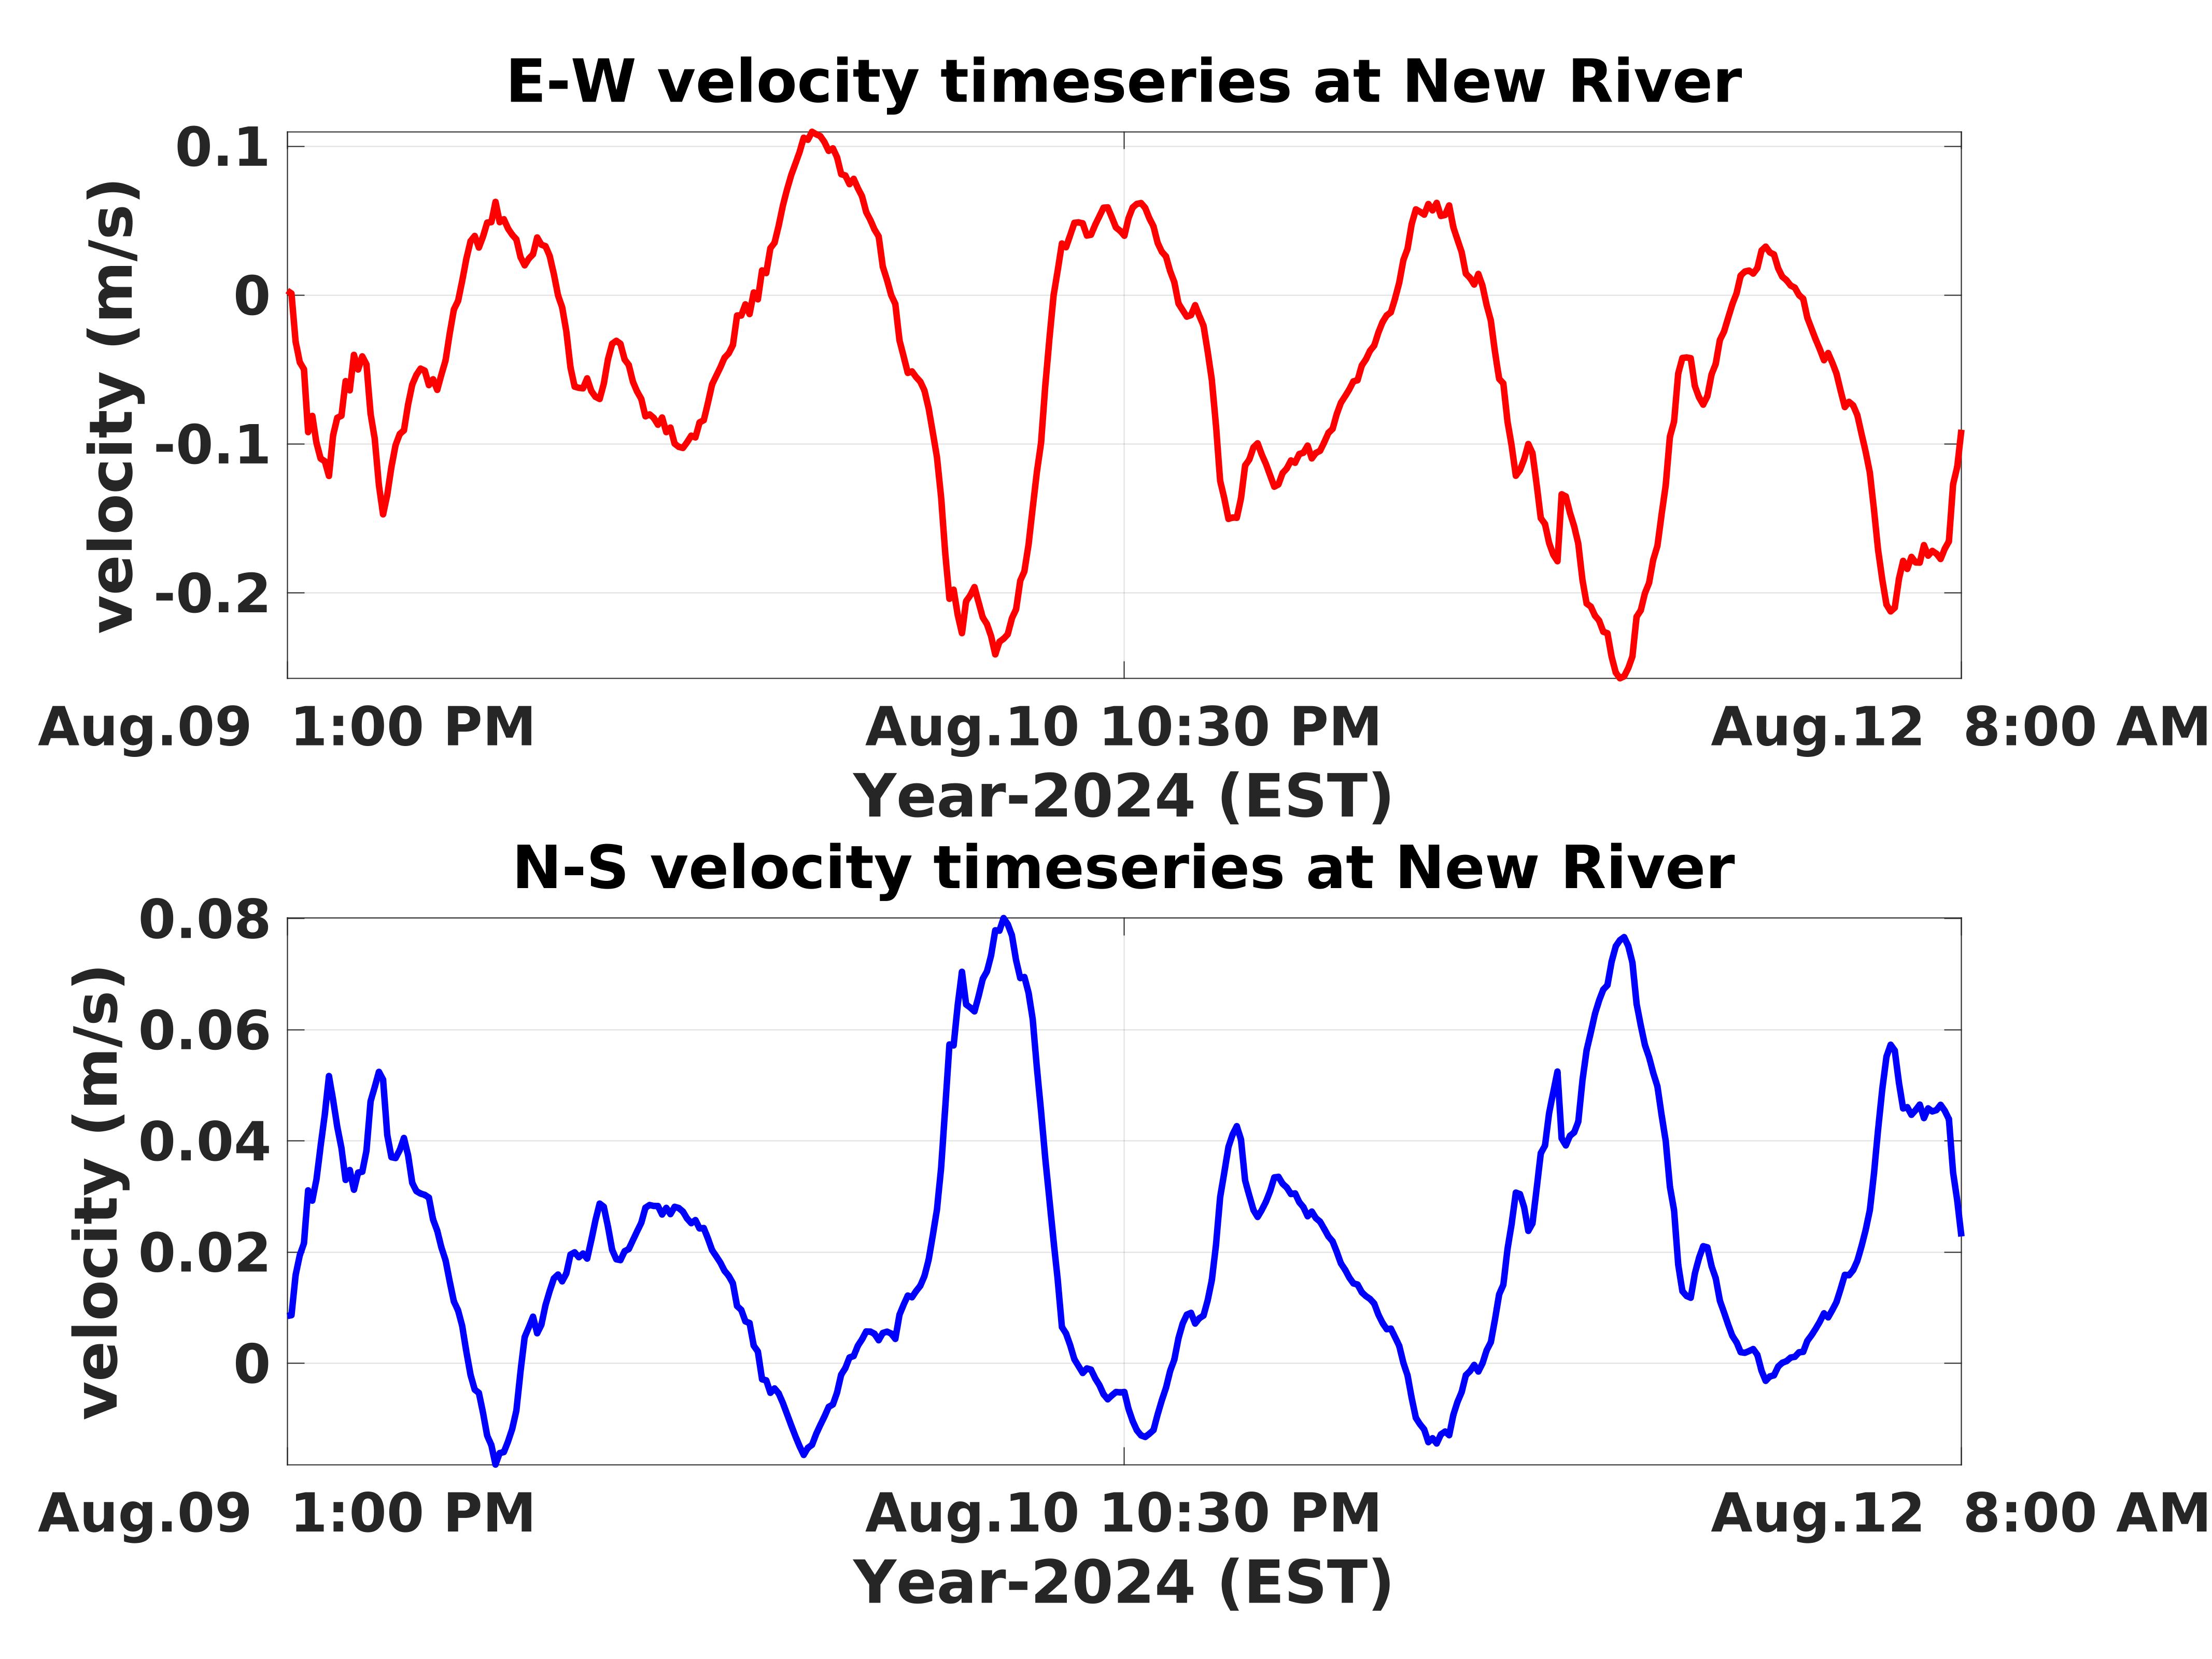 E-W velocity timeseries at New River
velocity (m/s)
0.1
0
-0.1
-0.2
Aug.09 1:00 PM
Aug.10 10:30 PM
Aug.12 8:00 AM
Year-2024 (EST)
N-S velocity timeseries at New River
velocity (m/s)
0.08
0.06
0.04
0.02
0
Aug.09 1:00 PM
Aug.10 10:30 PM
Aug.12 8:00 AM
Year-2024 (EST)